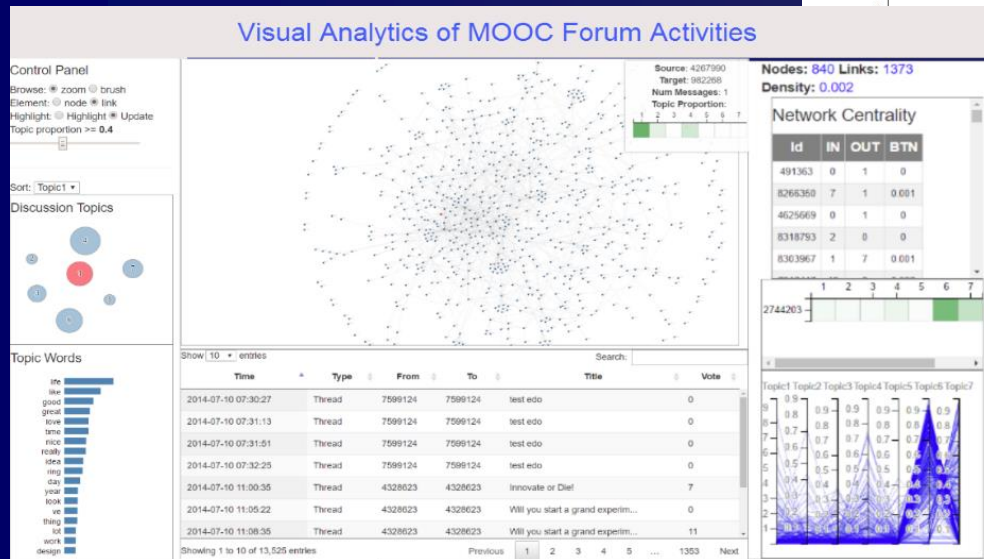 Visual Analytics of MOOC Forum Activities
Control Panel
Browse: zoom brush
Element: node link
Highlight: Highlight Update
Topic proportion >= 0.4
Sort: Topic1
Discussion Topics
1
Topic Words
life
like
good
great
love
time
nice
really
idea
ring
day
year
look
ve
thing
lot
work
design
Source: 4267990
Target: 982268
Num Messages: 1
Topic Proportion:
1 2 3 4 5 6 7
Show 10 entries
Search:
Time Type From To Title Vote
2014-07-10 07:30:27 Thread 7599124 7599124 test edo 0
2014-07-10 07:31:13 Thread 7599124 7599124 test edo 0
2014-07-10 07:31:51 Thread 7599124 7599124 test edo 0
2014-07-10 07:32:25 Thread 7599124 7599124 test edo 0
2014-07-10 11:00:35 Thread 4328623 4328623 Innovate or Die! 7
2014-07-10 11:05:22 Thread 4328623 4328623 Will you start a grand experim... 0
2014-07-10 11:08:35 Thread 4328623 4328623 Will you start a grand experim... 11
Showing 1 to 10 of 13,525 entries
Previous 1 2 3 4 5 ... 1353 Next
Nodes: 840 Links: 1373
Density: 0.002
Network Centrality
Id IN OUT BTN
491363 0 1 0
8266350 7 1 0.001
4625669 0 1 0
8318793 2 0 0
8303967 1 7 0.001
1 2 3 4 5 6 7
2744203
Topic1 Topic2 Topic3 Topic4 Topic5 Topic6 Topic7